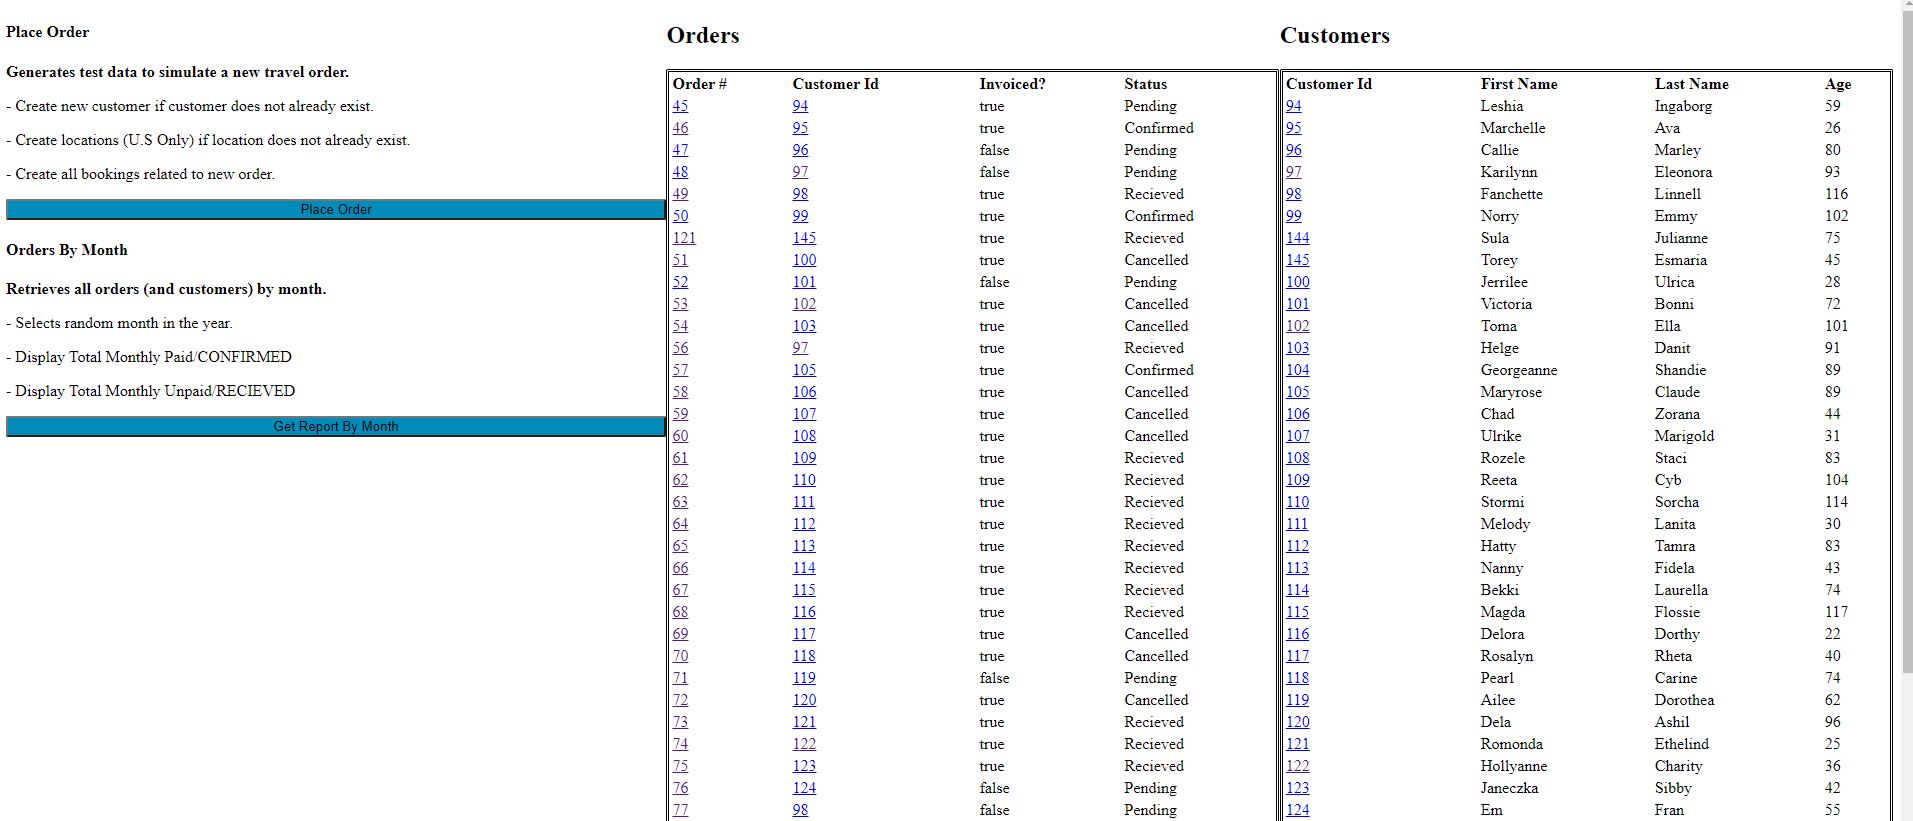 Place Order
Generates test data to simulate a new travel order.
- Create new customer if customer does not already exist.
- Create locations (U.S Only) if location does not already exist.
- Create all bookings related to new order.
Place Order
Orders By Month
Retrieves all orders (and customers) by month.
- Selects random month in the year.
- Display Total Monthly Paid/CONFIRMED
- Display Total Monthly Unpaid/RECIEVED
Get Report By Month
Orders
Order # Customer Id Invoiced? Status
45 94 true Pending
46 95 true Confirmed
47 96 false Pending
48 97 false Pending
49 98 true Recieved
50 99 true Confirmed
121 145 true Recieved
51 100 true Cancelled
52 101 false Pending
53 102 true Cancelled
54 103 true Cancelled
56 97 true Recieved
57 105 true Confirmed
58 106 true Cancelled
59 107 true Cancelled
60 108 true Cancelled
61 109 true Recieved
62 110 true Recieved
63 111 true Recieved
64 112 true Recieved
65 113 true Recieved
66 114 true Recieved
67 115 true Recieved
68 116 true Recieved
69 117 true Cancelled
70 118 true Cancelled
71 119 false Pending
72 120 true Cancelled
73 121 true Recieved
74 122 true Recieved
75 123 true Recieved
76 124 false Pending
77 98 false Pending
Customers
Customer Id First Name Last Name Age
94 Leshia Ingaborg 59
95 Marchelle Ava 26
96 Callie Marley 80
97 Karilynn Eleonora 93
98 Fanchette Linnell 116
99 Norry Emmy 102
144 Sula Julianne 75
145 Torey Esmaria 45
100 Jerrilee Ulrica 28
101 Victoria Bonni 72
102 Toma Ella 101
103 Helge Danit 91
104 Georgeanne Shandie 89
105 Maryrose Claude 89
106 Chad Zorana 44
107 Ulrike Marigold 31
108 Rozele Staci 83
109 Reeta Cyb 104
110 Stormi Sorcha 114
111 Melody Lanita 30
112 Hatty Tamra 83
113 Nanny Fidela 43
114 Bekki Laurella 74
115 Magda Flossie 117
116 Delora Dorthy 22
117 Rosalyn Rheta 40
118 Pearl Carine 74
119 Ailee Dorothea 62
120 Dela Ashil 96
121 Romonda Ethelind 25
122 Hollyanne Charity 36
123 Janeczka Sibby 42
124 Em Fran 55